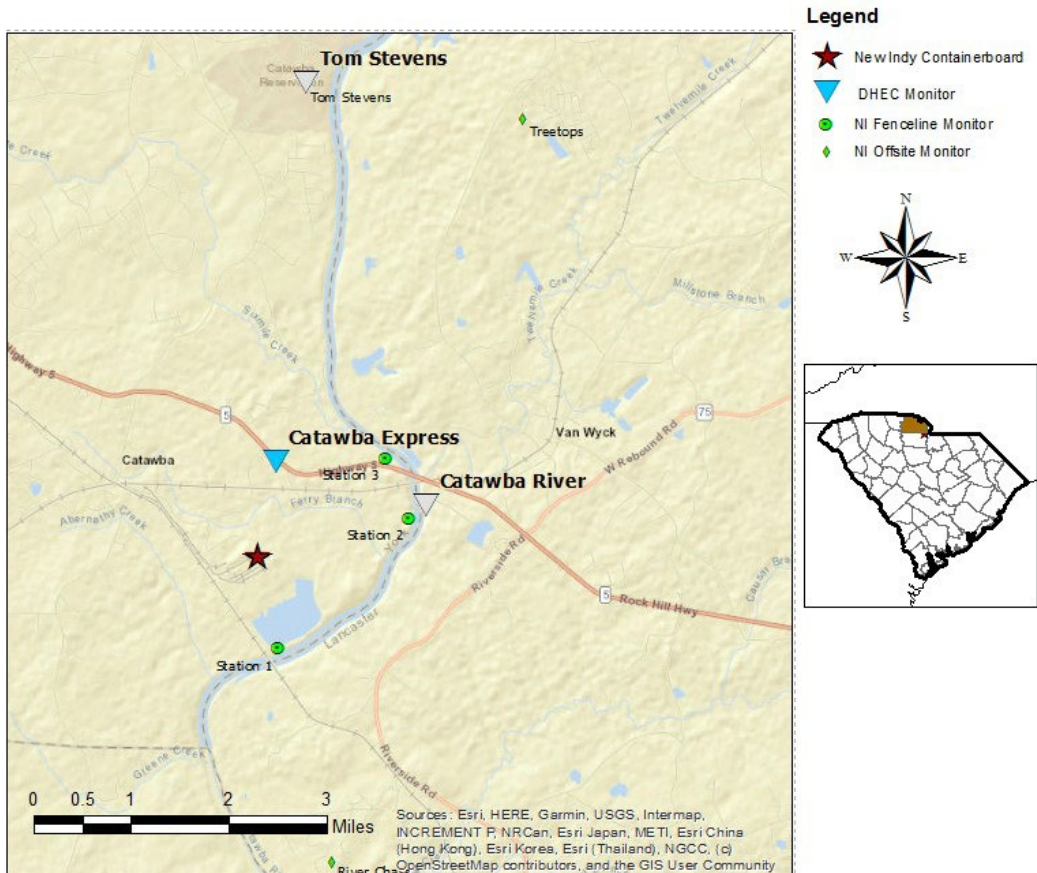 Legend
New Indy Containerboard
DHEC Monitor
NI Fenceline Monitor
NI Offsite Monitor
N
W
E
S
Tom Stevens
Catawba
Reservation
Tom Stevens
Treetops
Twelvemile Creek
Creek
Sixmile Creek
Twelvemile Creek
Millstone Branch
Highway 5
5
75
Catawba Express
Van Wyck
W Rebound Rd
Catawba
Highway 5
Station 3
Catawba River
Ferry Branch
Abernathy Creek
Station 2
York
Riverside Rd
5
Rock Hill Hwy
Lancaster
Station 1
Greene Creek
Riverside Rd
0 0.5 1 2 3
Miles
Sources: Esri, HERE, Garmin, USGS, Intermap,
INCREMENT P, NRCan, Esri Japan, METI, Esri China
(Hong Kong), Esri Korea, Esri (Thailand), NGCC, (c)
OpenStreetMap contributors, and the GIS User Community
River Chase